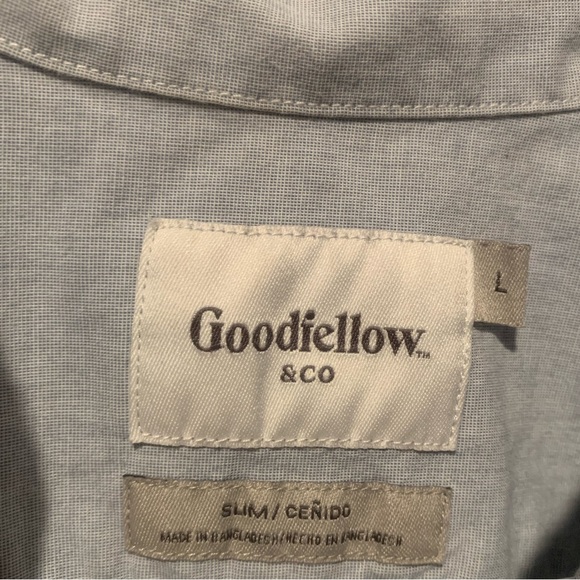 Goodfellow™
&CO
L
SLIM / CEÑIDO
MADE IN BANGLADESH/HECHO EN BANGLADESH